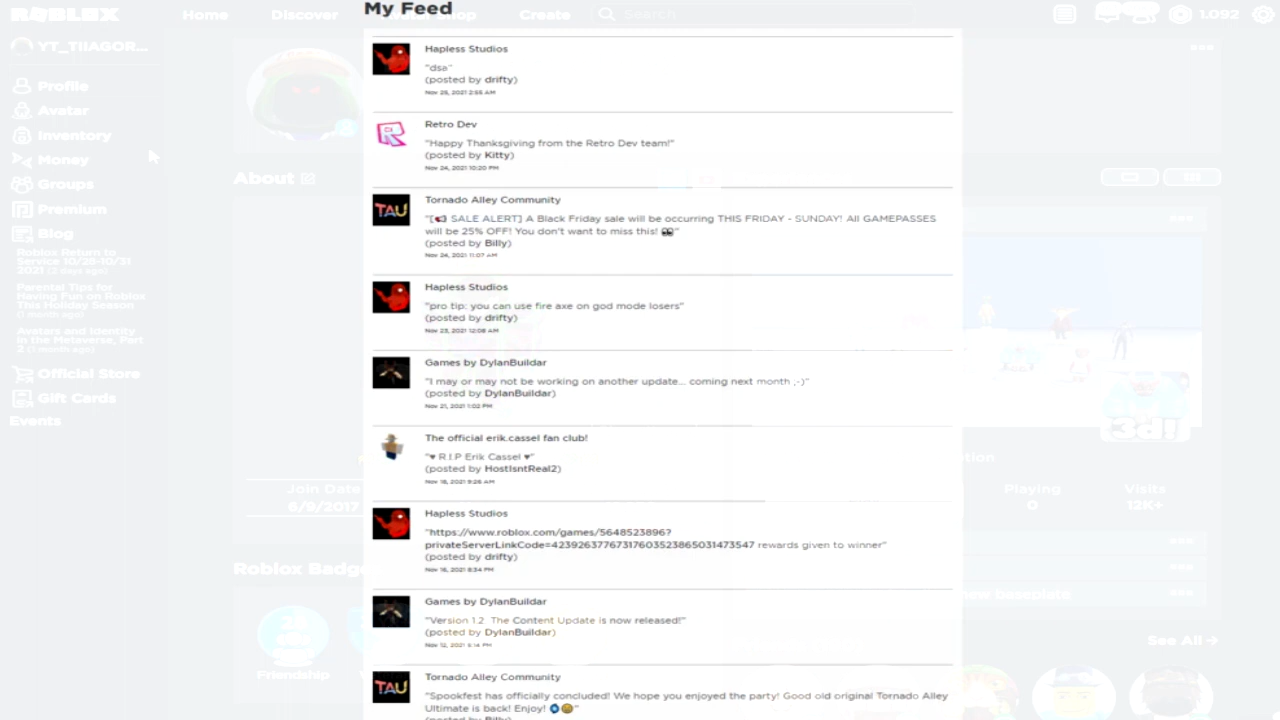 My Feed
ROBLOX
Home
Discover
Avatar Shop
Create
Search
1.092
YT_TIIAGOR...
Profile
Avatar
Inventory
Money
Groups
Premium
Blog
Roblox Return to
Service 10/28-10/31
2021 (3 days ago)
Parental Tips for
Having Fun on Roblox
This Holiday Season
(1 month ago)
Avatars and Identity
in the Metaverse, Part
2 (1 month ago)
Official Store
Gift Cards
Events
About
Join Date
6/9/2017
Roblox Badg
Friendship
Hapless Studios
"dsa"
(posted by drifty)
Nov 25, 2021 2:55 AM
Retro Dev
"Happy Thanksgiving from the Retro Dev team!"
(posted by Kitty)
Nov 24, 2021 10:20 PM
Tornado Alley Community
"[📢 SALE ALERT] A Black Friday sale will be occurring THIS FRIDAY - SUNDAY! All GAMEPASSES
will be 25% OFF! You don't want to miss this! 👀"
(posted by Billy)
Nov 24, 2021 11:07 AM
Hapless Studios
"pro tip: you can use fire axe on god mode losers"
(posted by drifty)
Nov 23, 2021 12:08 AM
Games by DylanBuildar
"I may or may not be working on another update... coming next month ;-)"
(posted by DylanBuildar)
Nov 21, 2021 1:02 PM
The official erik.cassel fan club!
"♥ R.I.P Erik Cassel ♥"
(posted by HostIsntReal2)
Nov 18, 2021 9:26 AM
Hapless Studios
"https://www.roblox.com/games/5648523896?
privateServerLinkCode=42392637767317603523865031473547 rewards given to winner"
(posted by drifty)
Nov 16, 2021 8:34 PM
Games by DylanBuildar
"Version 1.2 The Content Update is now released!"
(posted by DylanBuildar)
Nov 12, 2021 5:14 PM
Tornado Alley Community
"Spookfest has officially concluded! We hope you enjoyed the party! Good old original Tornado Alley
Ultimate is back! Enjoy!
(posted by Billy)
Playing
0
Visits
12K+
new baseplate
See All →